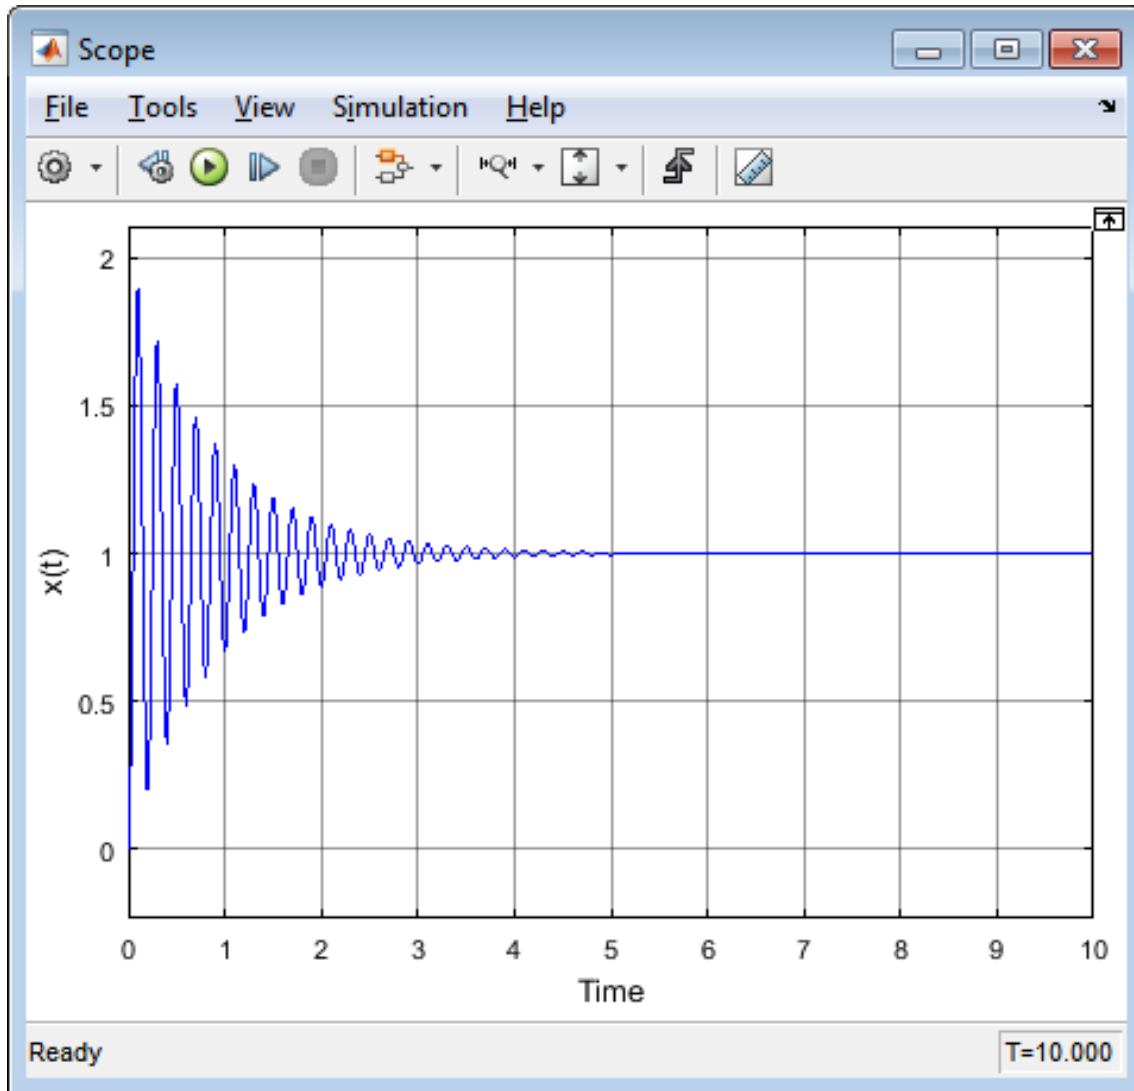 Scope
File Tools View Simulation Help
2
1.5
1
0.5
0
x(t)
0 1 2 3 4 5 6 7 8 9 10
Time
Ready T=10.000